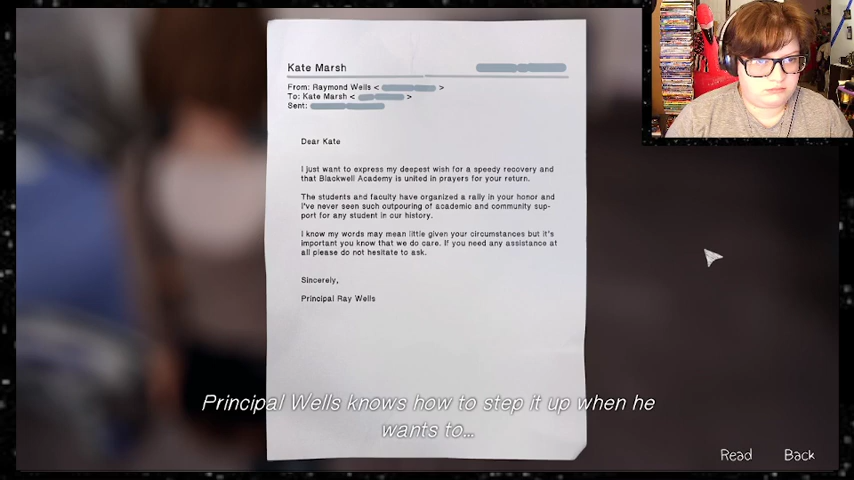 Kate Marsh
From: Raymond Wells < >
To: Kate Marsh < >
Sent:
Dear Kate
I just want to express my deepest wish for a speedy recovery and
that Blackwell Academy is united in prayers for your return.
The students and faculty have organized a rally in your honor and
I've never seen such outpouring of academic and community sup-
port for any student in our history.
I know my words may mean little given your circumstances but it's
important you know that we do care. If you need any assistance at
all please do not hesitate to ask.
Sincerely,
Principal Ray Wells
Principal Wells knows how to step it up when he
wants to...
Read Back